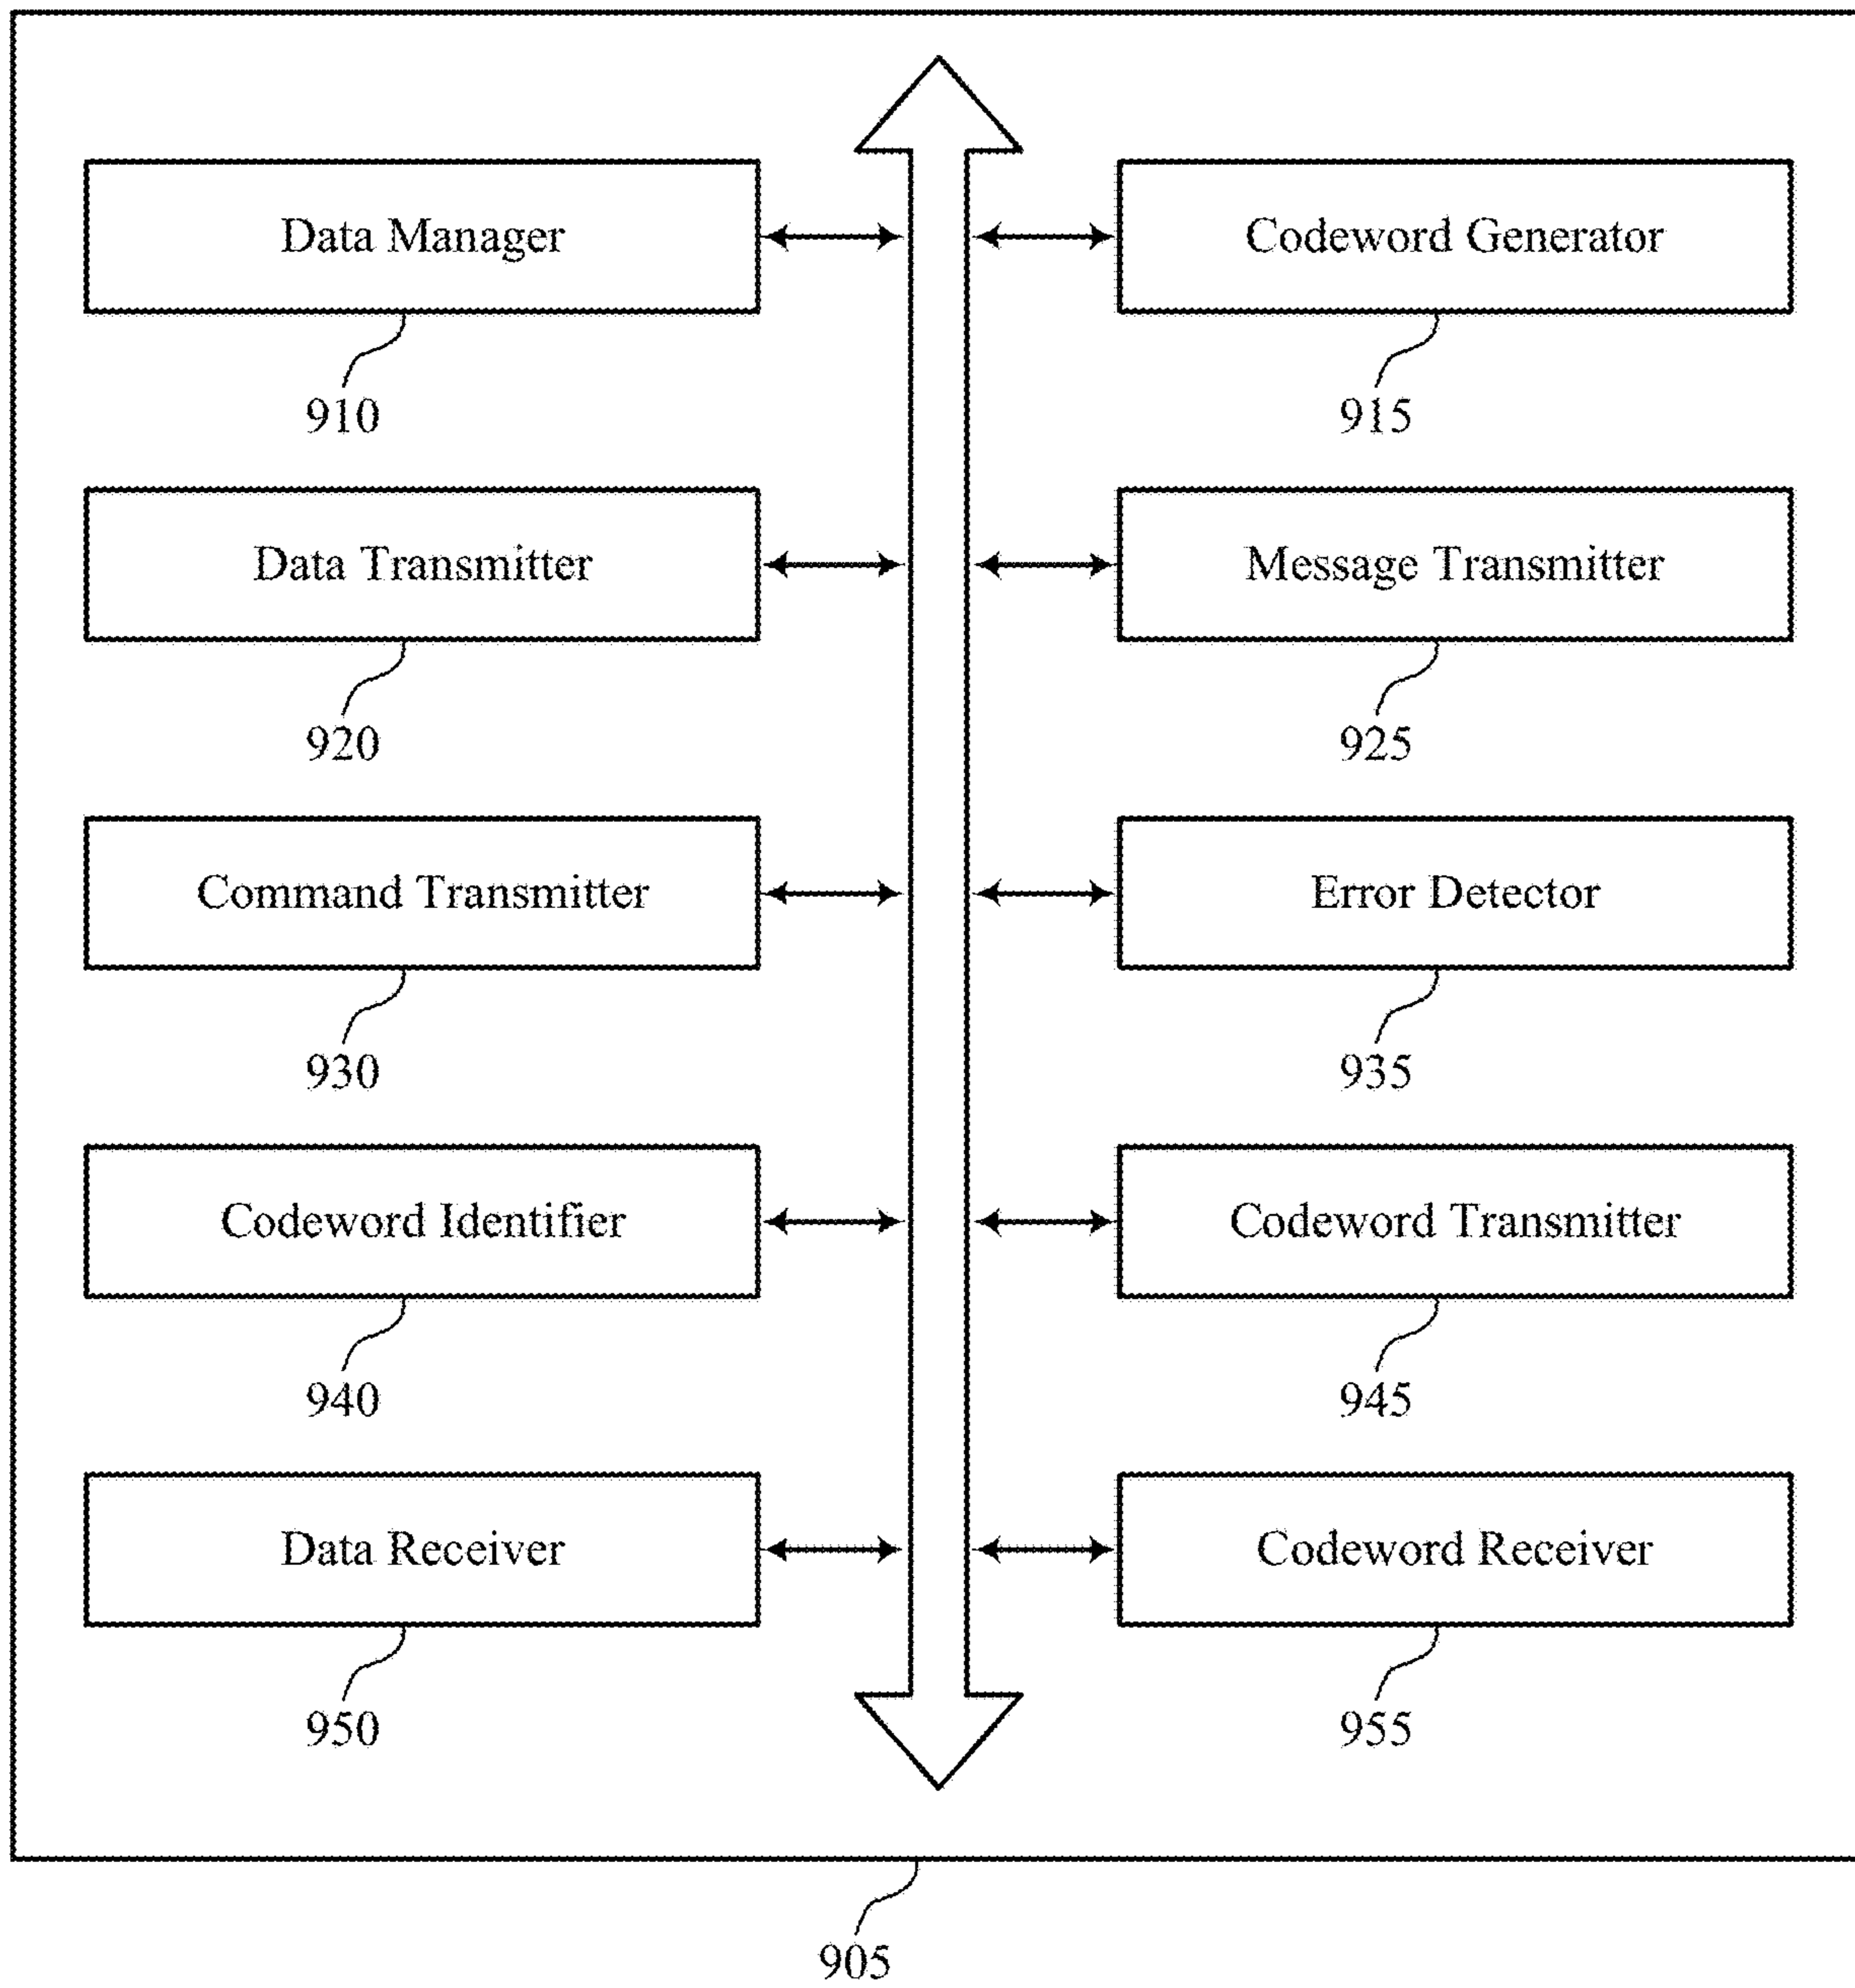 Data Manager
Codeword Generator
910
915
Data Transmitter
Message Transmitter
920
925
Command Transmitter
Error Detector
930
935
Codeword Identifier
Codeword Transmitter
940
945
Data Receiver
Codeword Receiver
950
955
905